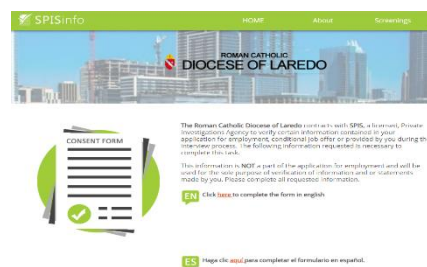 SPISinfo HOME About Screenings
ROMAN CATHOLIC
DIOCESE OF LAREDO
The Roman Catholic Diocese of Laredo contracts with SPIS, a licensed, Private
Investigations Agency to verify certain information contained in your
application for employment, conditional job offer or provided by you during th
interview process. The following information requested is necessary to
complete this task.
CONSENT FORM
This information is NOT a part of the application for employment and will be
used for the sole purpose of verification of information and or statements
made by you. Please complete all requested information.
EN Click here to complete the form in english
ES Haga clic aquí para completar el formulario en español.